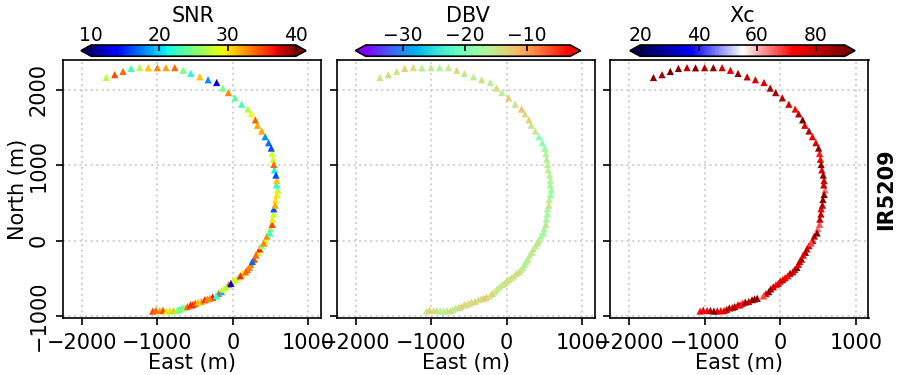 SNR
10 20 30 40
DBV
−30 −20 −10
Xc
20 40 60 80
North (m)
2000
1000
0
−1000
−2000 −1000 0 1000
East (m)
−2000 −1000 0 1000
East (m)
−2000 −1000 0 1000
East (m)
IR5209